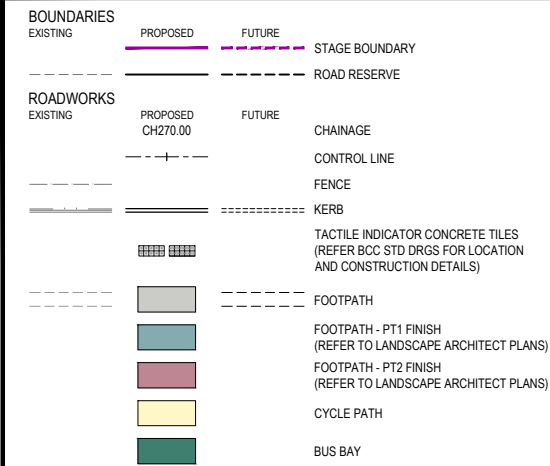 BOUNDARIES
EXISTING PROPOSED FUTURE
STAGE BOUNDARY
ROAD RESERVE
ROADWORKS
EXISTING PROPOSED FUTURE
CH270.00 CHAINAGE
CONTROL LINE
FENCE
KERB
TACTILE INDICATOR CONCRETE TILES
(REFER BCC STD DRGS FOR LOCATION
AND CONSTRUCTION DETAILS)
FOOTPATH
FOOTPATH - PT1 FINISH
(REFER TO LANDSCAPE ARCHITECT PLANS)
FOOTPATH - PT2 FINISH
(REFER TO LANDSCAPE ARCHITECT PLANS)
CYCLE PATH
BUS BAY